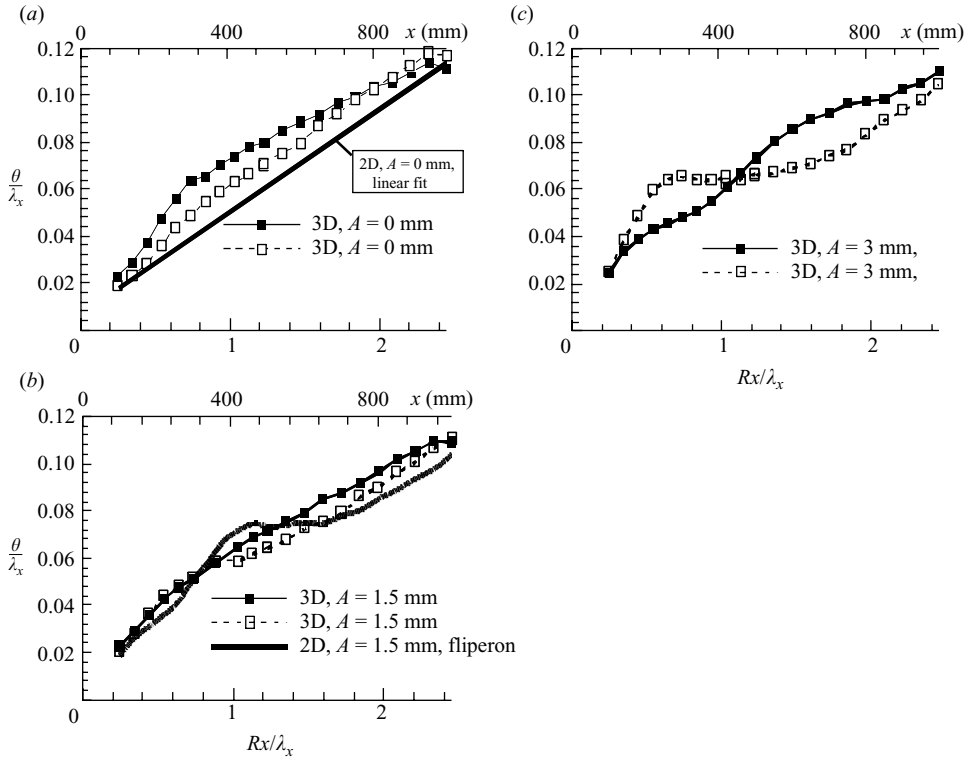 (a)
0 400 800 x (mm)
0.12
0.10
0.08
θ/λx
0.06
0.04
0.02
0 1 2
2D, A = 0 mm,
linear fit
3D, A = 0 mm
3D, A = 0 mm
(b)
0 400 800 x (mm)
0.12
0.10
0.08
θ/λx
0.06
0.04
0.02
0 1 2
Rx/λx
3D, A = 1.5 mm
3D, A = 1.5 mm
2D, A = 1.5 mm, fliperon
(c)
0 400 800 x (mm)
0.12
0.10
0.08
θ/λx
0.06
0.04
0.02
0 1 2
Rx/λx
3D, A = 3 mm,
3D, A = 3 mm,